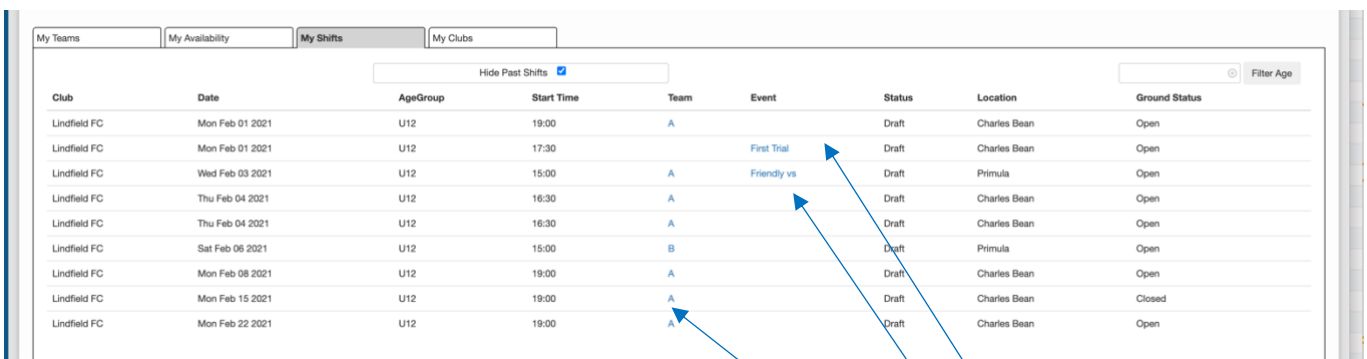 My Teams My Availability My Shifts My Clubs
Hide Past Shifts Filter Age
Club Date AgeGroup Start Time Team Event Status Location Ground Status
Lindfield FC Mon Feb 01 2021 U12 19:00 A Draft Charles Bean Open
Lindfield FC Mon Feb 01 2021 U12 17:30 First Trial Draft Charles Bean Open
Lindfield FC Wed Feb 03 2021 U12 15:00 A Friendly vs Draft Primula Open
Lindfield FC Thu Feb 04 2021 U12 16:30 A Draft Charles Bean Open
Lindfield FC Thu Feb 04 2021 U12 16:30 A Draft Charles Bean Open
Lindfield FC Sat Feb 06 2021 U12 15:00 B Draft Primula Open
Lindfield FC Mon Feb 08 2021 U12 19:00 A Draft Charles Bean Open
Lindfield FC Mon Feb 15 2021 U12 19:00 A Draft Charles Bean Closed
Lindfield FC Mon Feb 22 2021 U12 19:00 A Draft Charles Bean Open